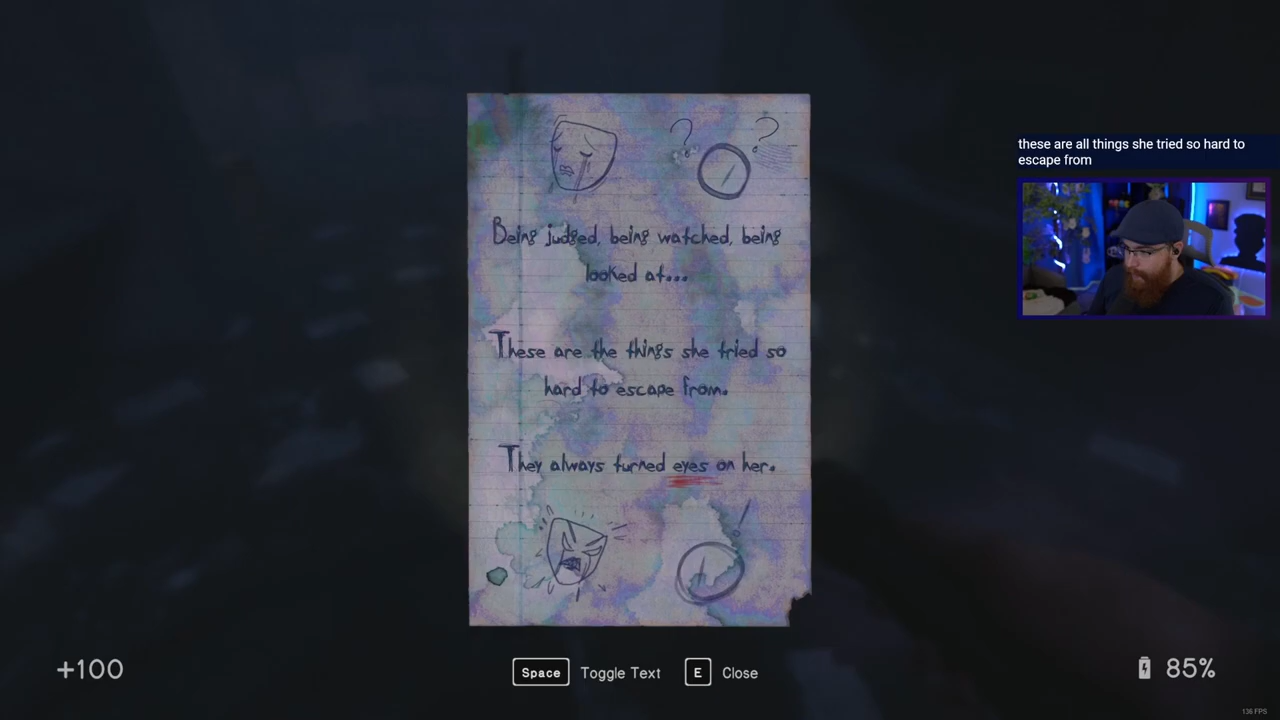 ? ?
Being judged, being watched, being
looked at...
These are the things she tried so
hard to escape from.
They always turned eyes on her.
!
these are all things she tried so hard to
escape from
+100
Space Toggle Text E Close
85%
136 FPS